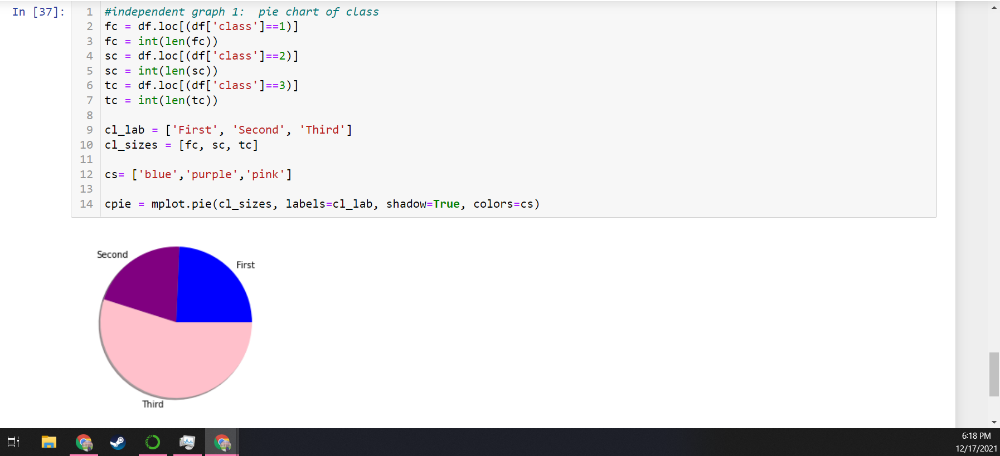 In [37]:
1 #independent graph 1:  pie chart of class
2 fc = df.loc[(df['class']==1)]
3 fc = int(len(fc))
4 sc = df.loc[(df['class']==2)]
5 sc = int(len(sc))
6 tc = df.loc[(df['class']==3)]
7 tc = int(len(tc))
8
9 cl_lab = ['First', 'Second', 'Third']
10 cl_sizes = [fc, sc, tc]
11
12 cs= ['blue','purple','pink']
13
14 cpie = mplot.pie(cl_sizes, labels=cl_lab, shadow=True, colors=cs)
Second
First
Third
6:18 PM
12/17/2021